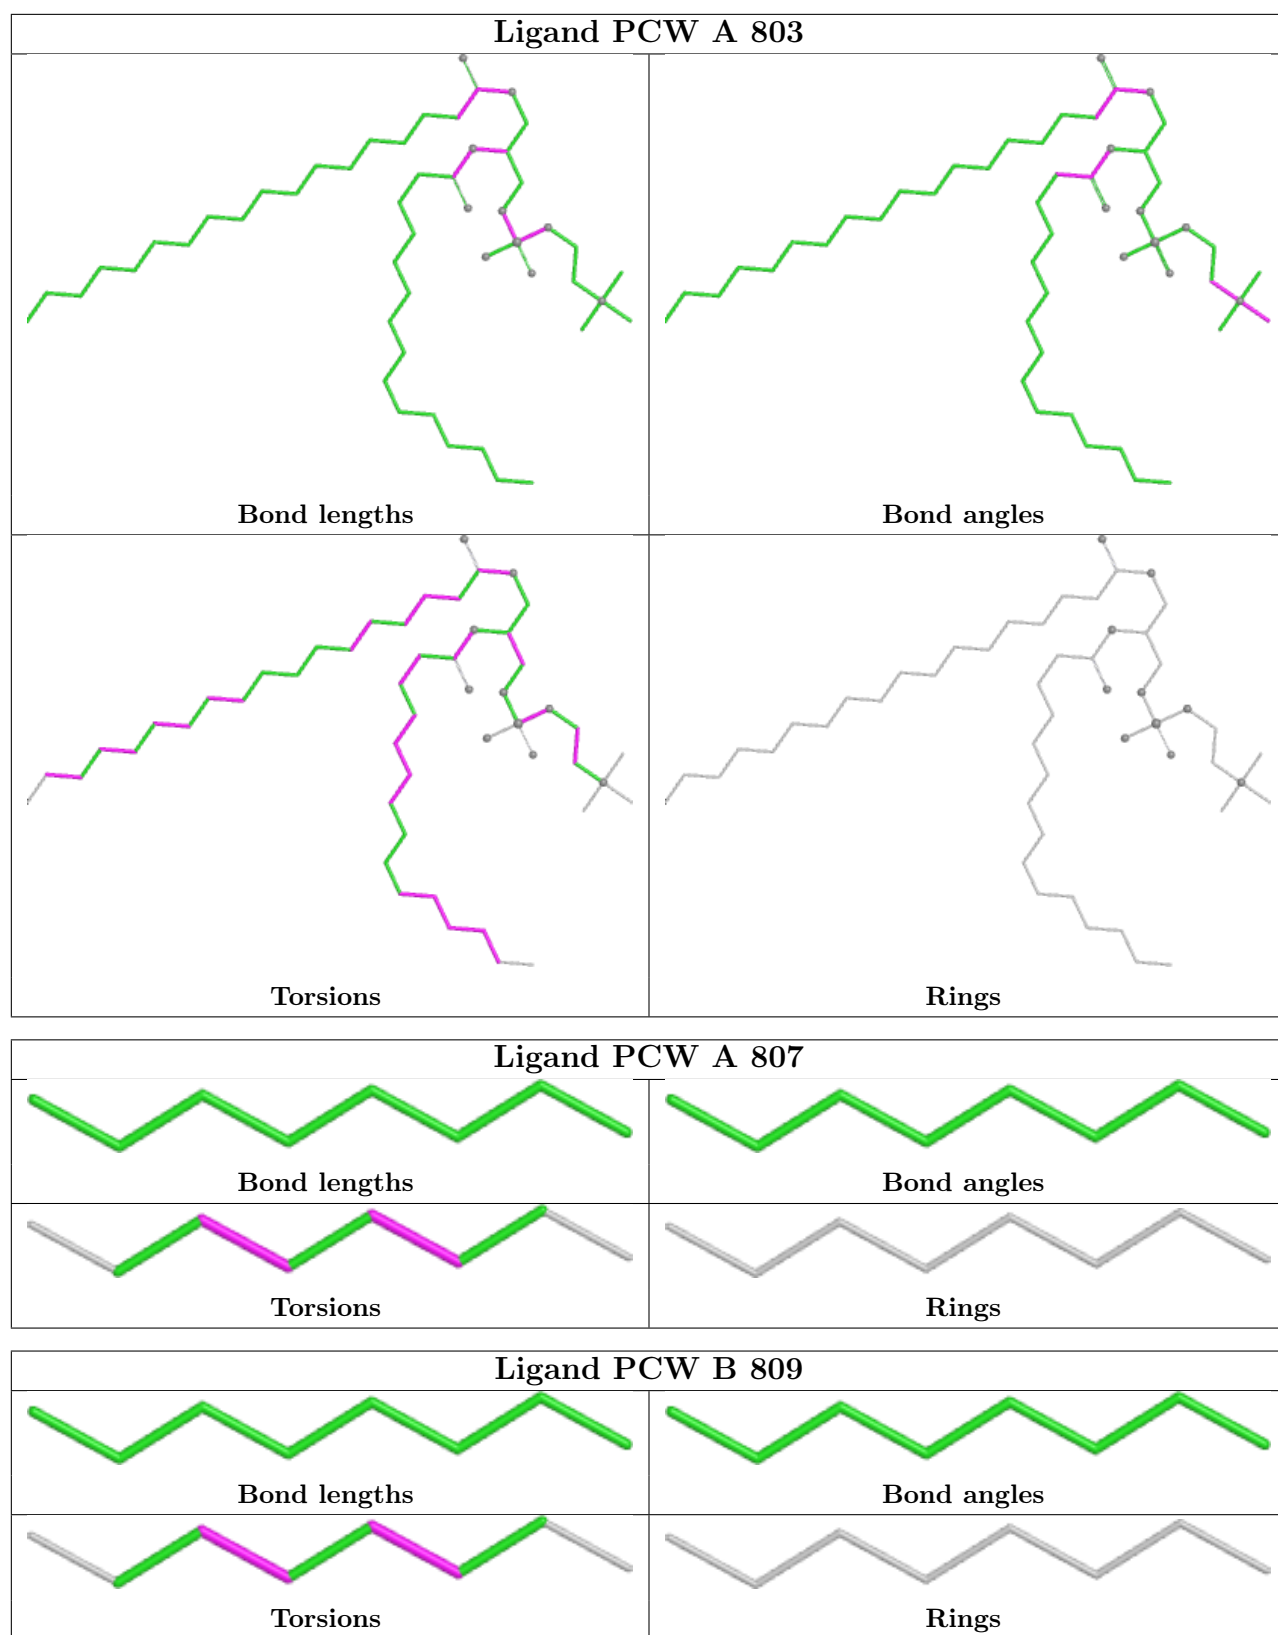 Ligand PCW A 803
Bond lengths
Bond angles
Torsions
Rings
Ligand PCW A 807
Bond lengths
Bond angles
Torsions
Rings
Ligand PCW B 809
Bond lengths
Bond angles
Torsions
Rings